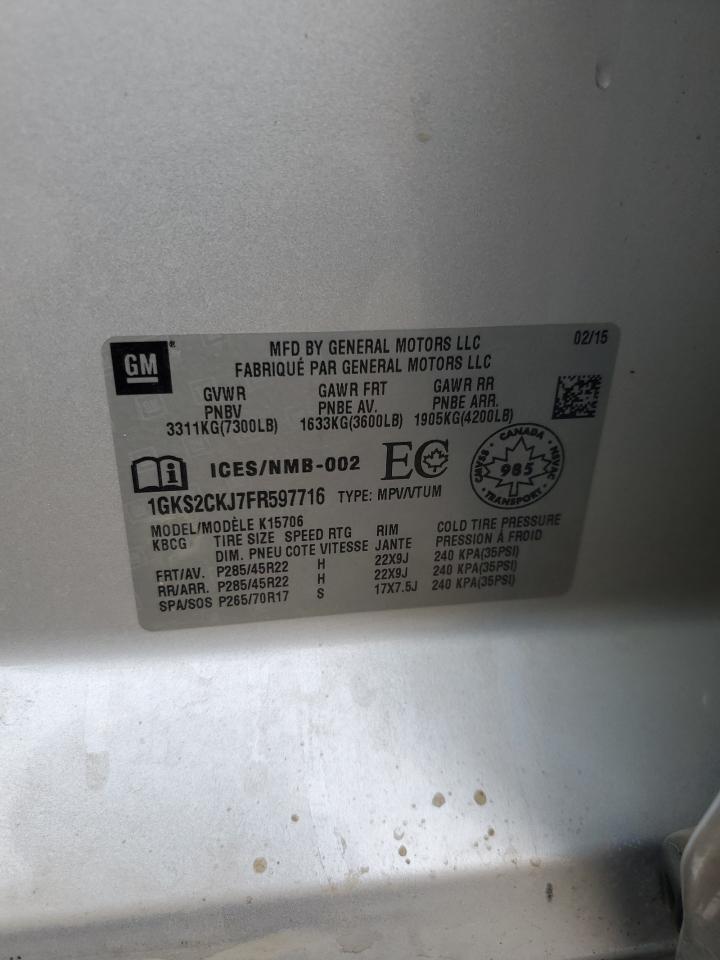 GM
MFD BY GENERAL MOTORS LLC 02/15
FABRIQUÉ PAR GENERAL MOTORS LLC
GVWR GAWR FRT GAWR RR
PNBV PNBE AV. PNBE ARR.
3311KG(7300LB) 1633KG(3600LB) 1905KG(4200LB)
ICES/NMB-002 EC
CANADA
985
TRANSPORT
NSVAC
SSMVC
1GKS2CKJ7FR597716 TYPE: MPV/VTUM
MODEL/MODÈLE K15706
KBCG TIRE SIZE SPEED RTG RIM COLD TIRE PRESSURE
DIM. PNEU COTE VITESSE JANTE PRESSION À FROID
FRT/AV. P285/45R22 H 22X9J 240 KPA(35PSI)
RR/ARR. P285/45R22 H 22X9J 240 KPA(35PSI)
SPA/SOS P265/70R17 S 17X7.5J 240 KPA(35PSI)